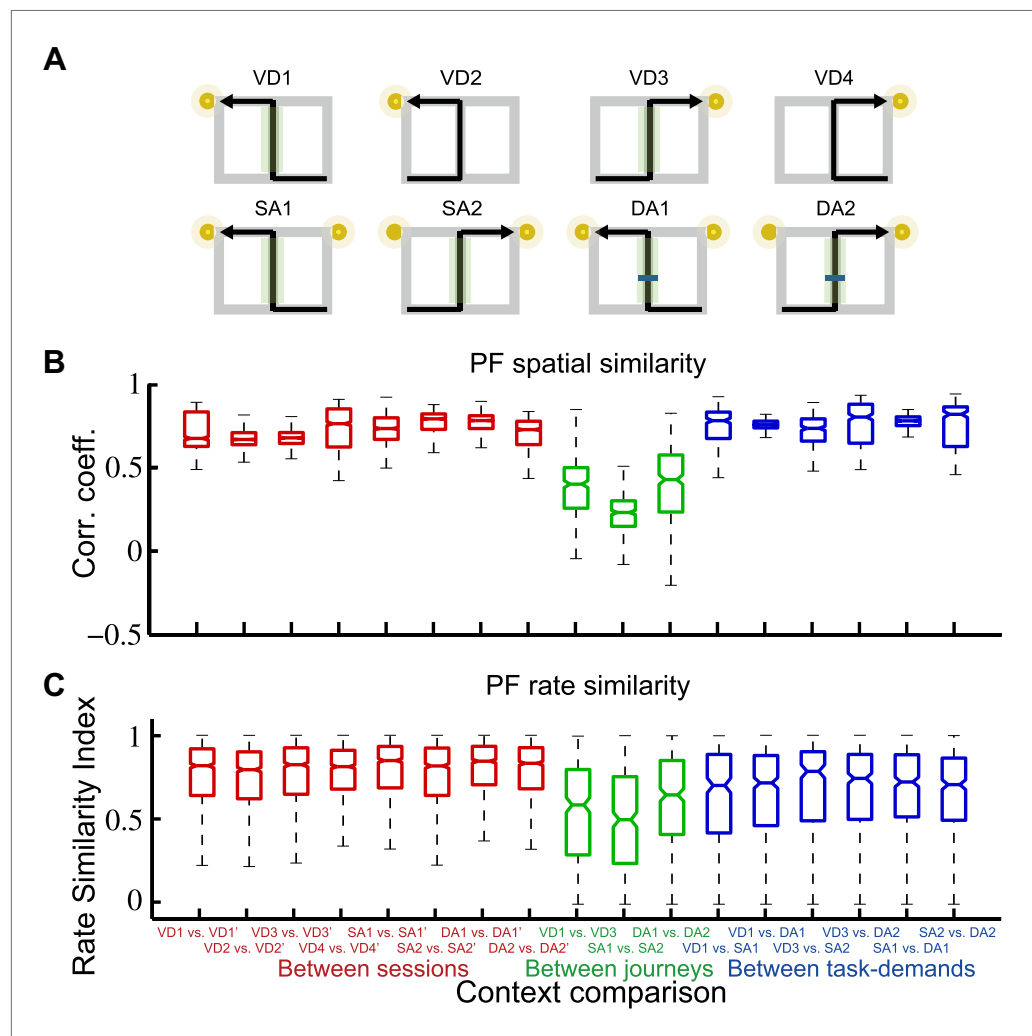 A
VD1 VD2 VD3 VD4
SA1 SA2 DA1 DA2
B
PF spatial similarity
Corr. coeff.
1
0.5
0
−0.5
C
PF rate similarity
Rate Similarity Index
1
0.5
0
VD1 vs. VD1' VD3 vs. VD3' SA1 vs. SA1' DA1 vs. DA1' VD1 vs. VD3 DA1 vs. DA2 VD1 vs. DA1 VD3 vs. DA2 SA2 vs. DA2
VD2 vs. VD2' VD4 vs. VD4' SA2 vs. SA2' DA2 vs. DA2' SA1 vs. SA2 VD1 vs. SA1 VD3 vs. SA2 SA1 vs. DA1
Between sessions Between journeys Between task-demands
Context comparison